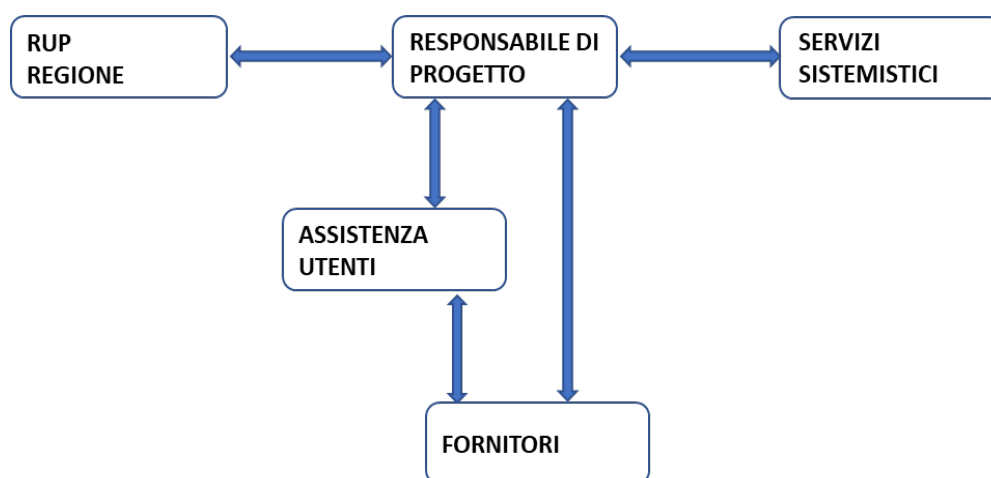 RUP
REGIONE
RESPONSABILE DI
PROGETTO
SERVIZI
SISTEMISTICI
ASSISTENZA
UTENTI
FORNITORI